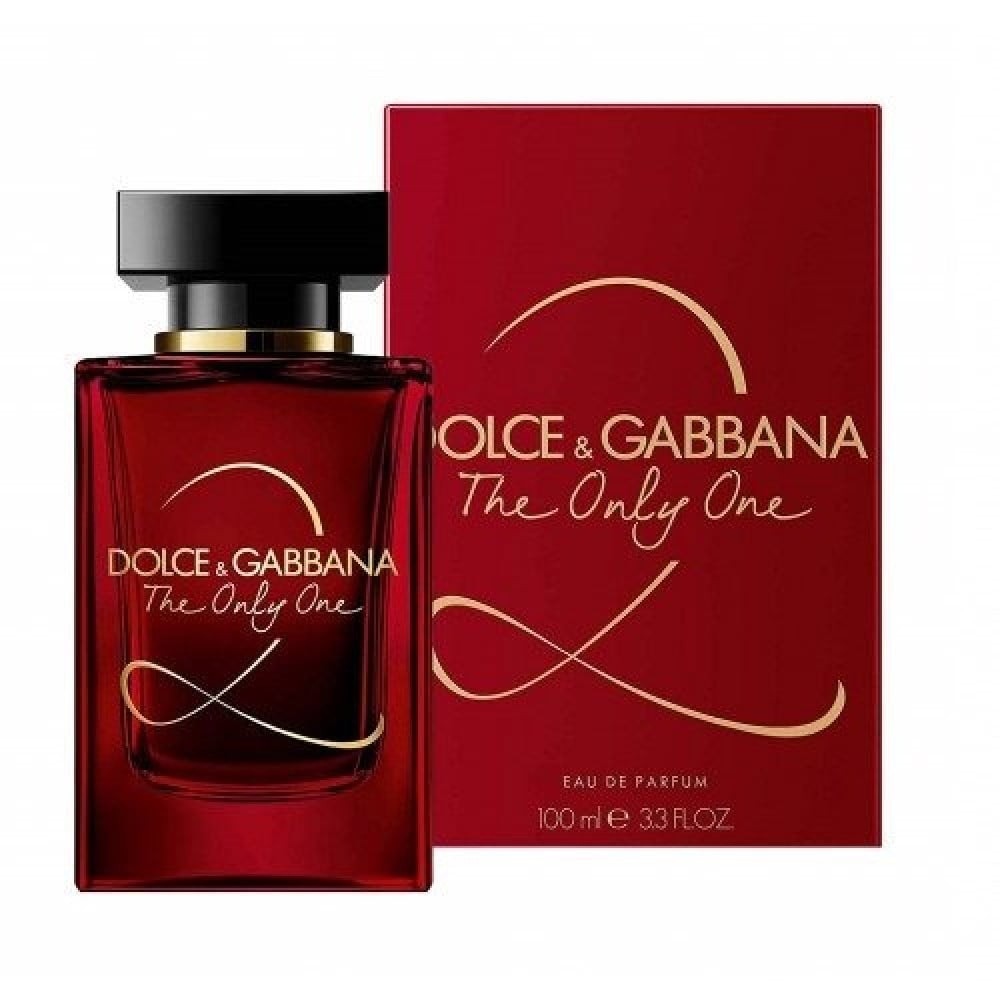 DOLCE & GABBANA
The Only One
EAU DE PARFUM
100 ml e 3.3 FL.OZ.
DOLCE & GABBANA
The Only One